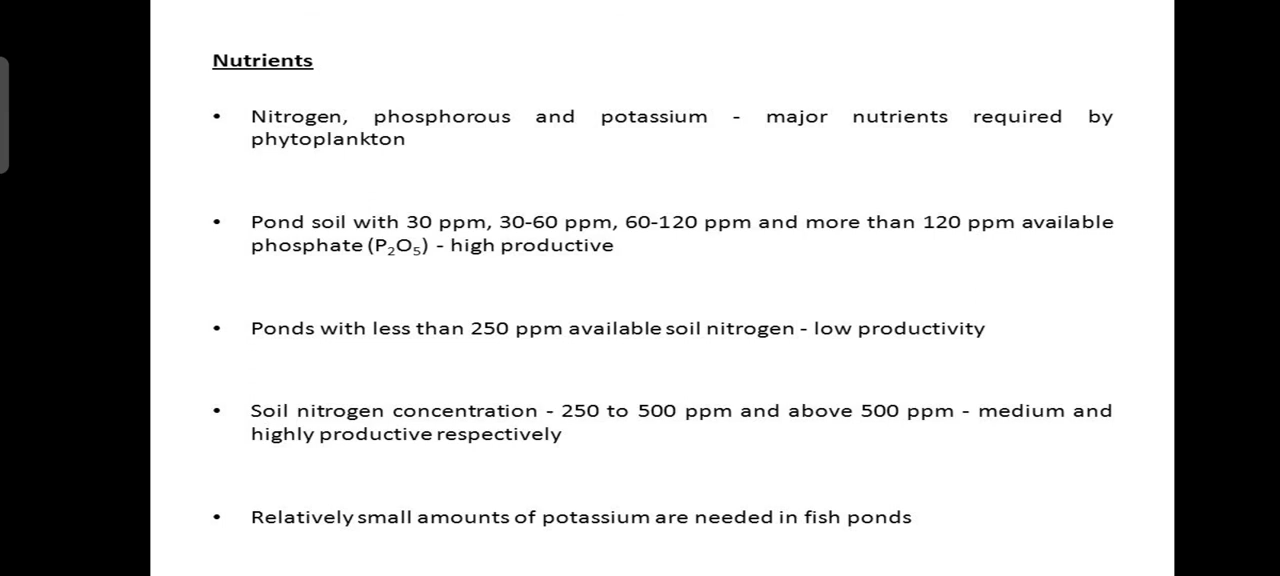 Nutrients
• Nitrogen, phosphorous and potassium - major nutrients required by
phytoplankton
• Pond soil with 30 ppm, 30-60 ppm, 60-120 ppm and more than 120 ppm available
phosphate (P₂O₅) - high productive
• Ponds with less than 250 ppm available soil nitrogen - low productivity
• Soil nitrogen concentration - 250 to 500 ppm and above 500 ppm - medium and
highly productive respectively
• Relatively small amounts of potassium are needed in fish ponds